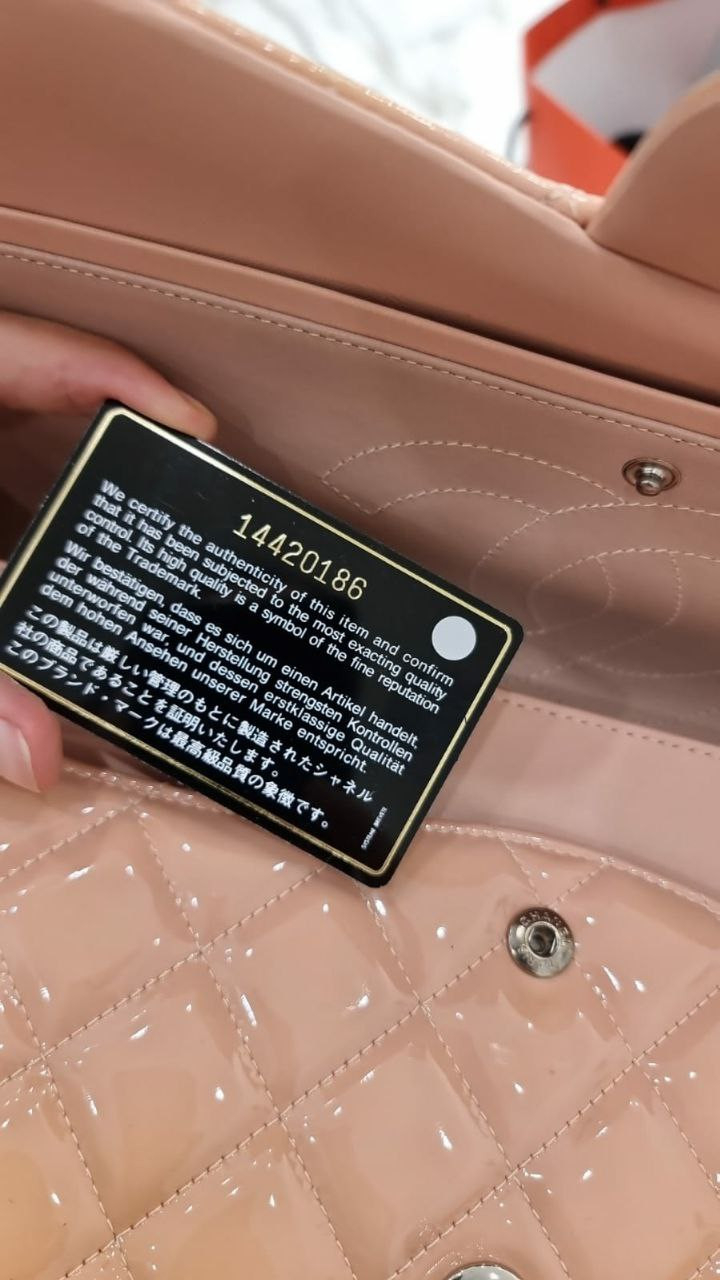 14420186
We certify the authenticity of this item and confirm
that it has been subjected to the most exacting quality
control. Its high quality is a symbol of the fine reputation
of the Trademark.
Wir bestätigen, dass es sich um einen Artikel handelt,
der während seiner Herstellung strengsten Kontrollen
unterworfen war, und dessen erstklassige Qualität
dem hohen Ansehen unserer Marke entspricht.
この製品は厳しい管理のもとに製造されたシャネル
社の商品であることを証明いたします。
このブランド・マークは最高級品質の象徴です。
CHANEL